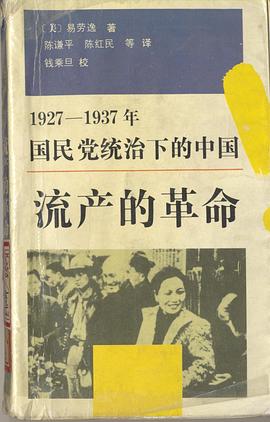 〔美〕易劳逸 著
陈谦平 陈红民 等 译
钱乘旦 校
1927—1937年
国民党统治下的中国
流产的革命